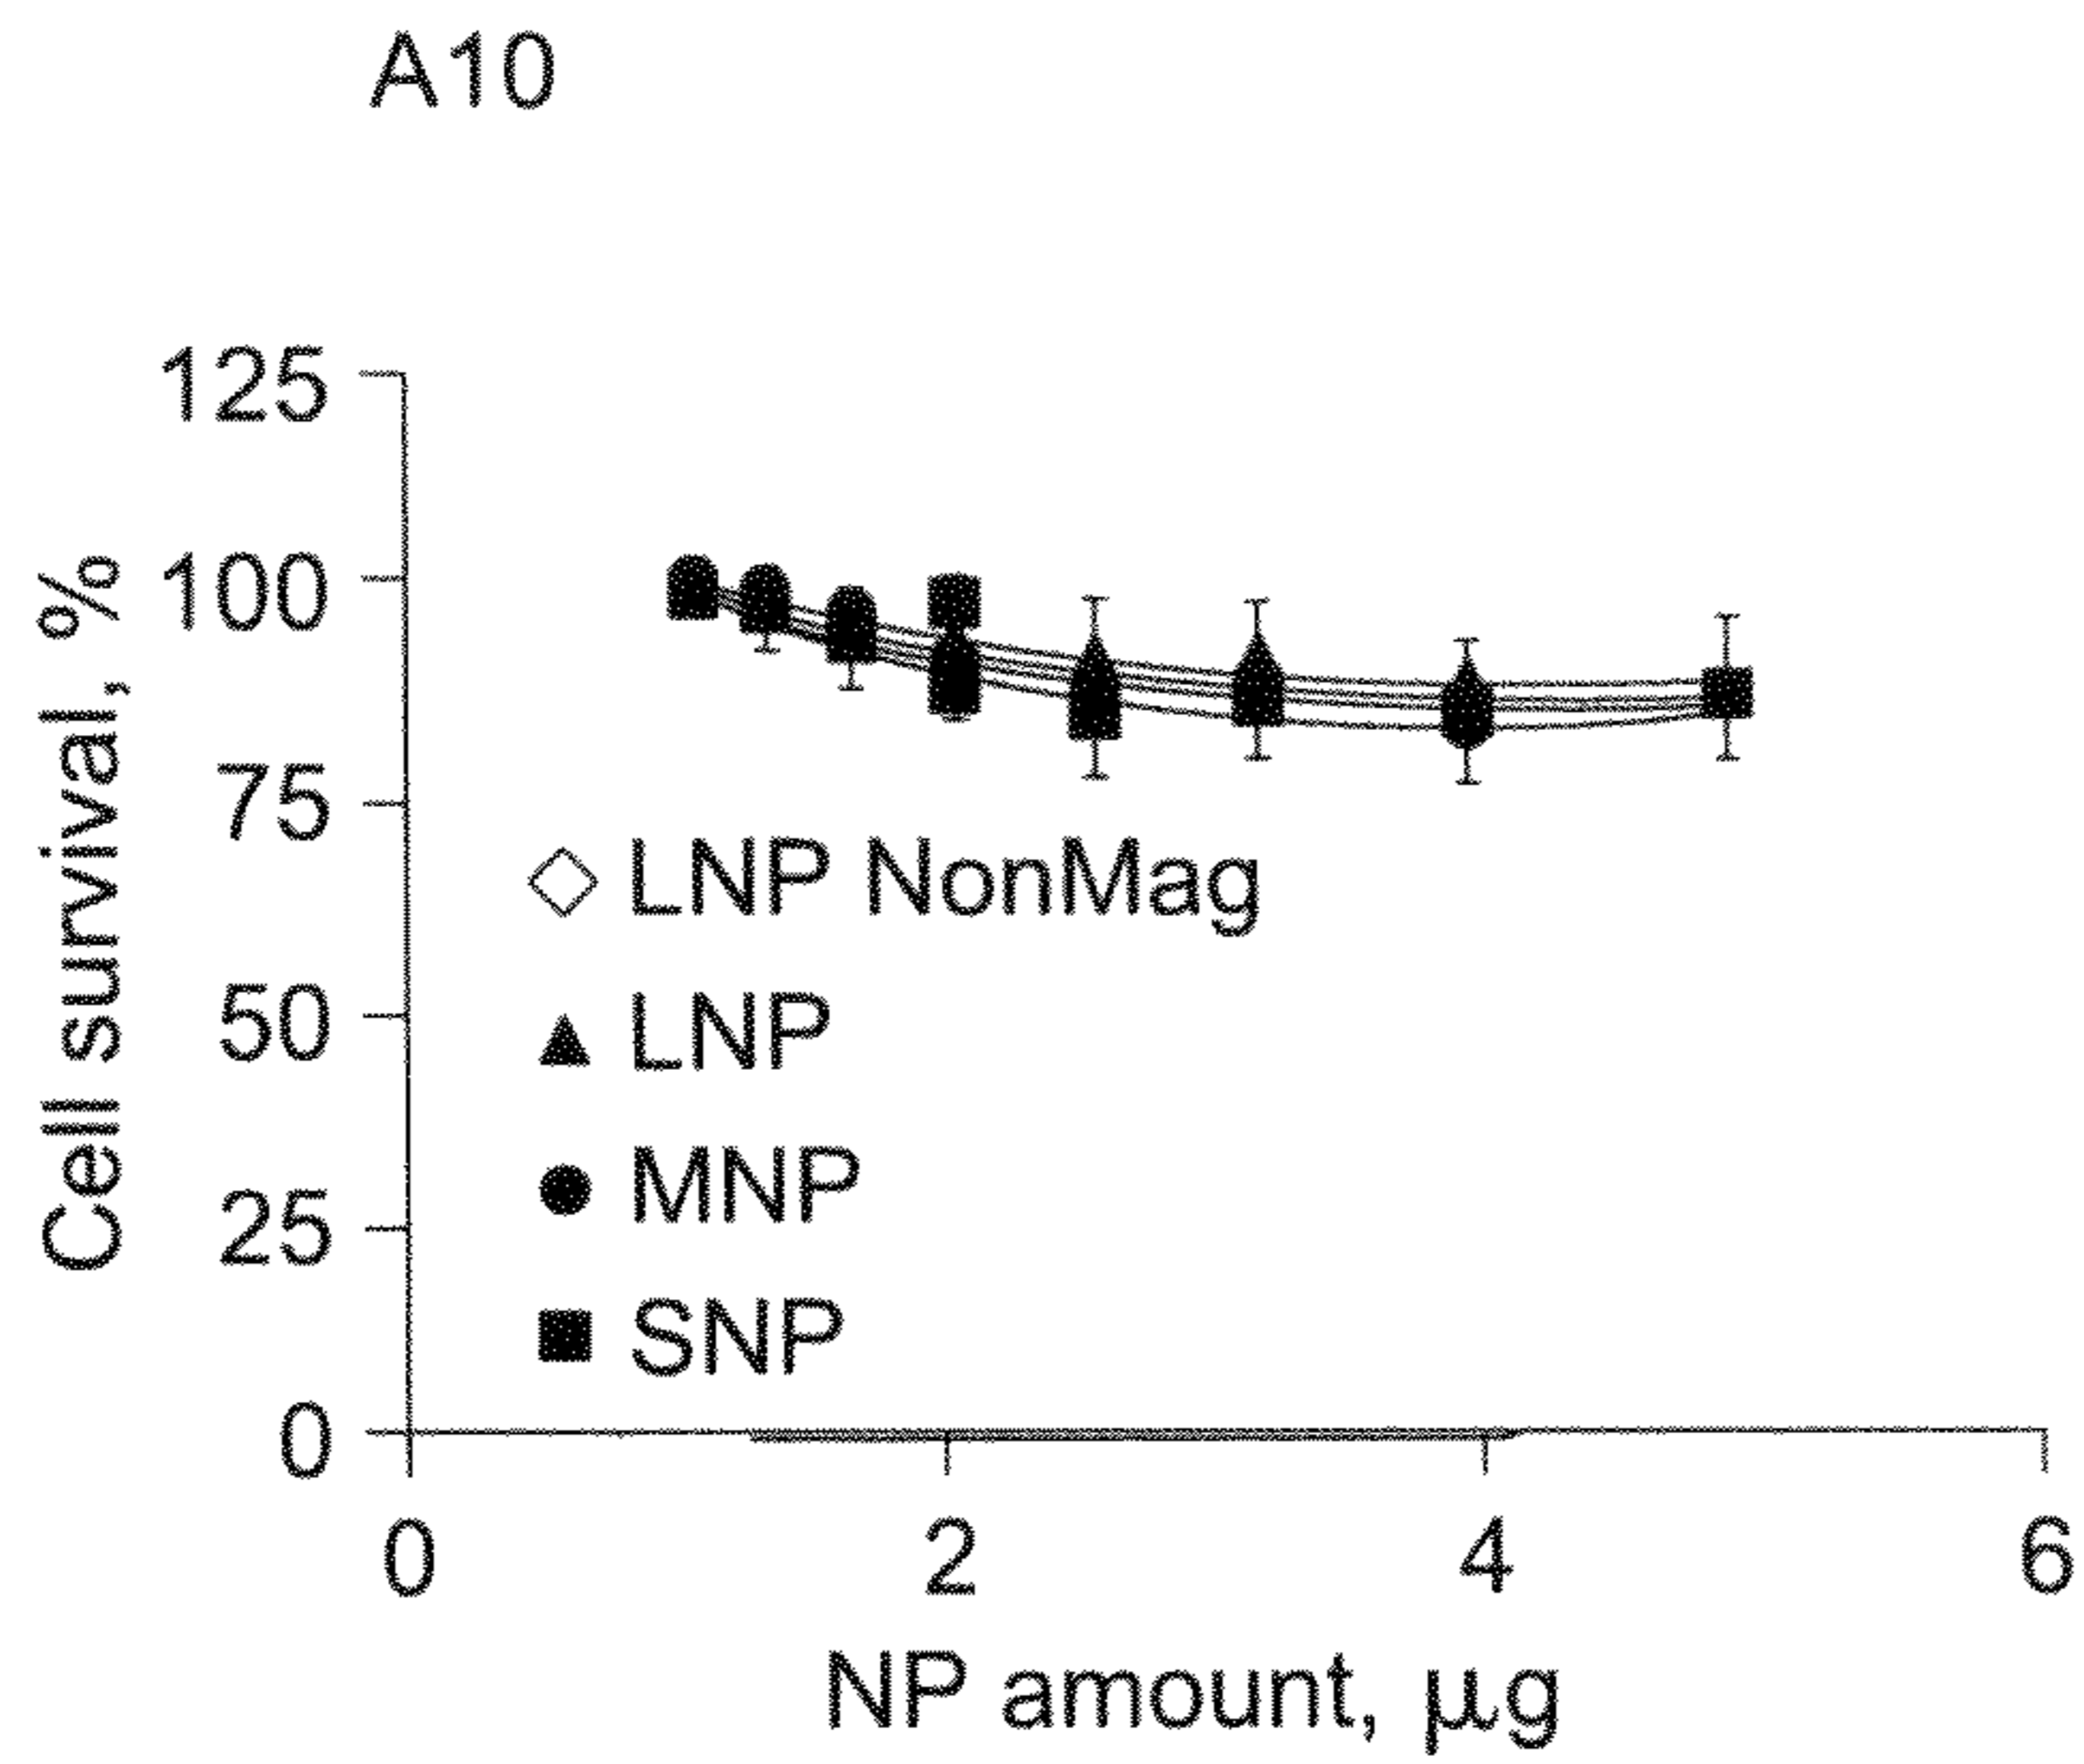 A10
Cell survival, %
125
100
75
50
25
0
LNP NonMag
LNP
MNP
SNP
0 2 4 6
NP amount, μg